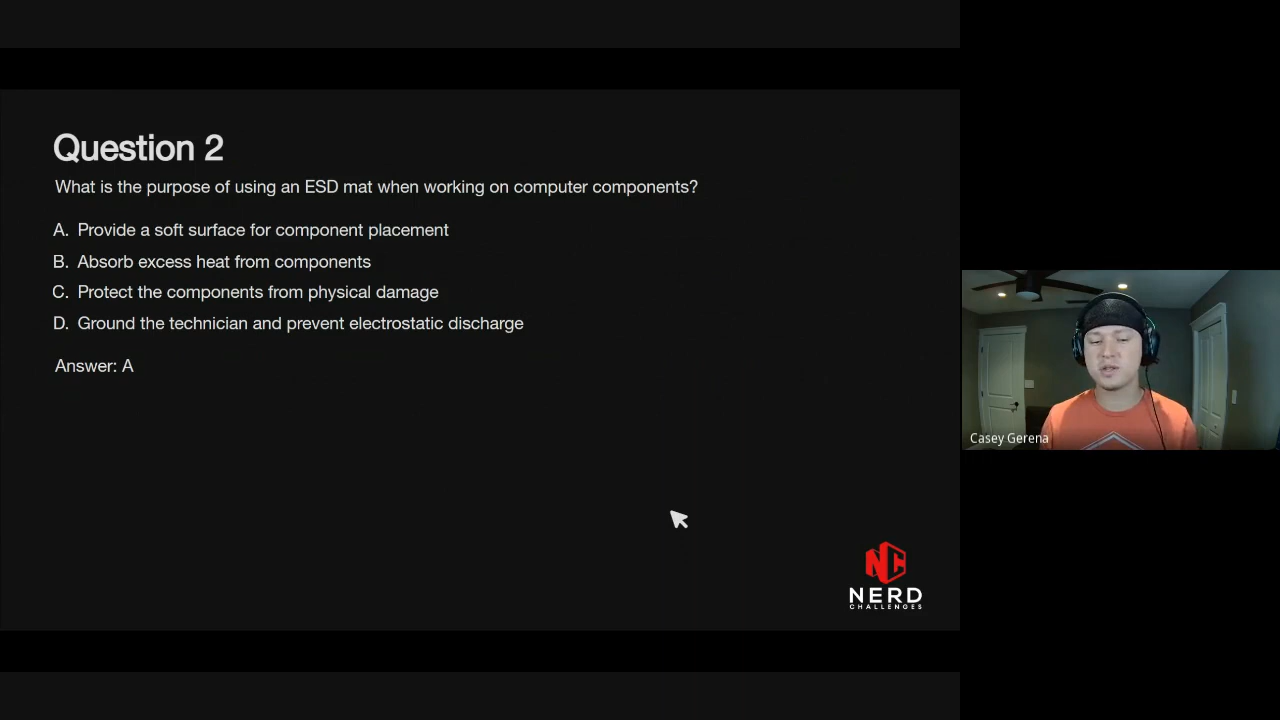 Question 2
What is the purpose of using an ESD mat when working on computer components?
A. Provide a soft surface for component placement
B. Absorb excess heat from components
C. Protect the components from physical damage
D. Ground the technician and prevent electrostatic discharge
Answer: A
Casey Gerena
NC
NERD
CHALLENGES